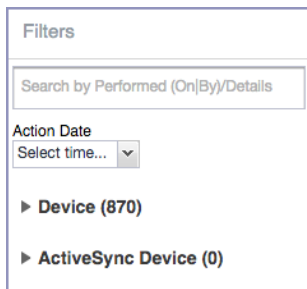 Filters
Search by Performed (On|By)/Details
Action Date
Select time...
Device (870)
ActiveSync Device (0)